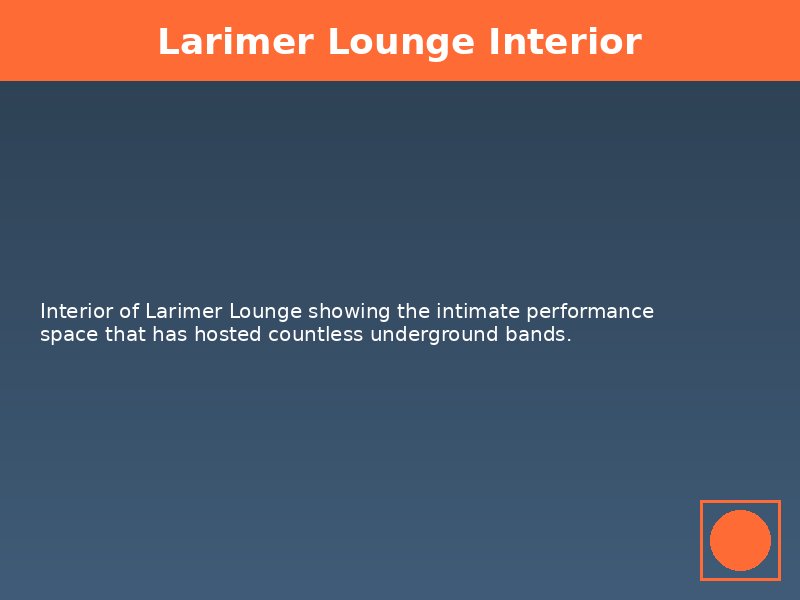 Larimer Lounge Interior
Interior of Larimer Lounge showing the intimate performance
space that has hosted countless underground bands.